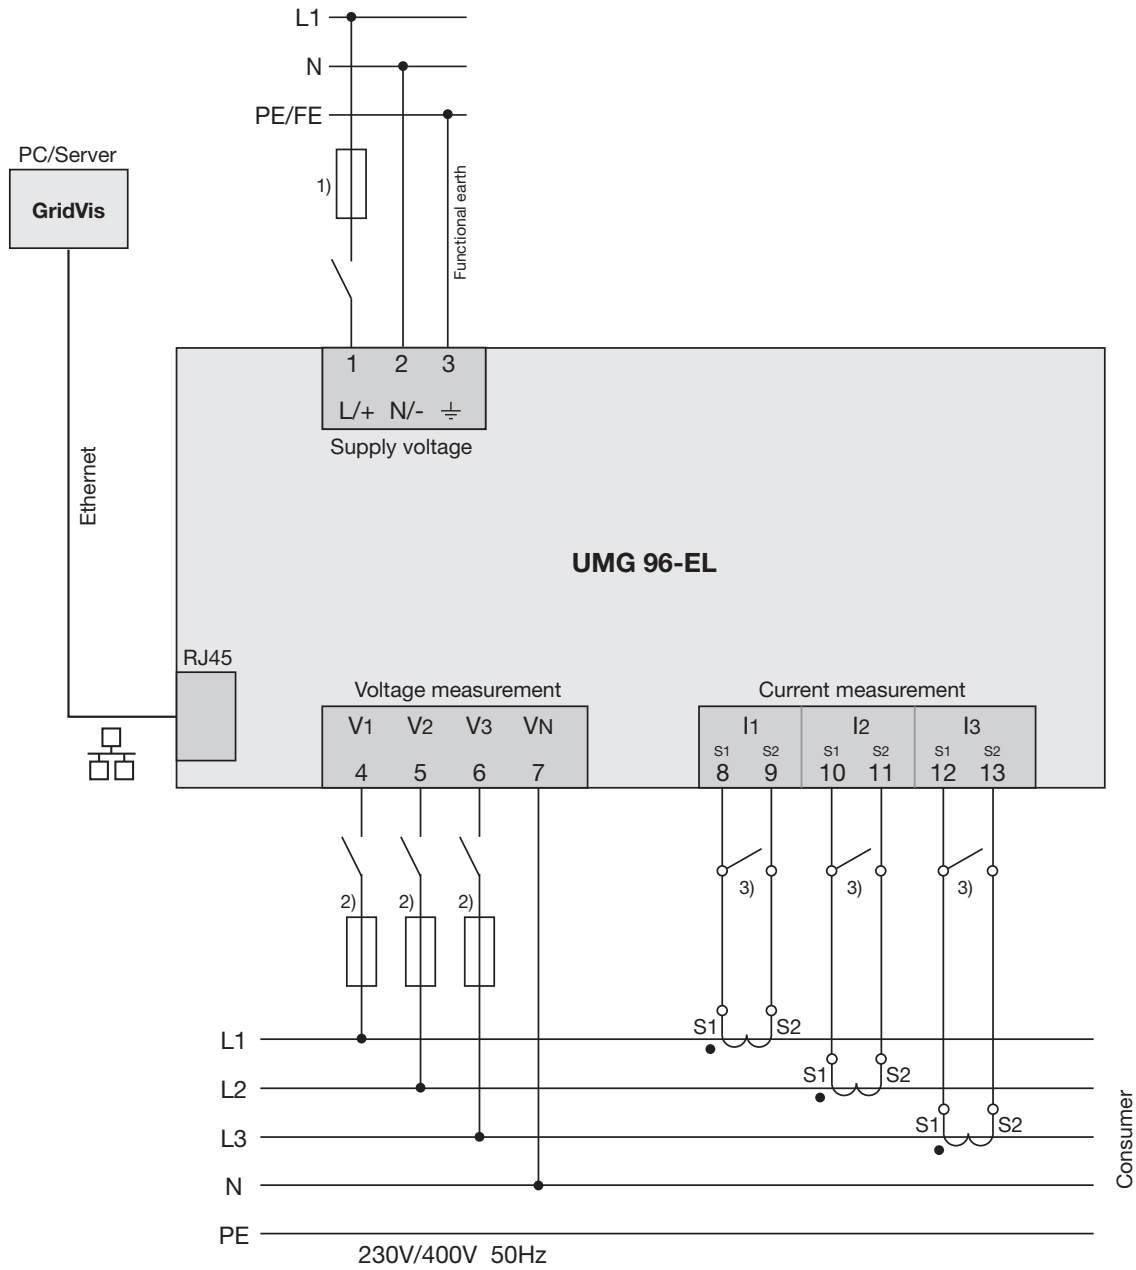 L1
N
PE/FE
PC/Server
GridVis
1)
Functional earth
1 2 3
L/+ N/-
Supply voltage
Ethernet
UMG 96-EL
RJ45
Voltage measurement
V1 V2 V3 VN
4 5 6 7
Current measurement
I1 I2 I3
S1 S2 S1 S2 S1 S2
8 9 10 11 12 13
2) 2) 2)
3) 3) 3)
L1 S1 S2
L2 S1 S2
L3 S1 S2
N
PE
Consumer
230V/400V 50Hz